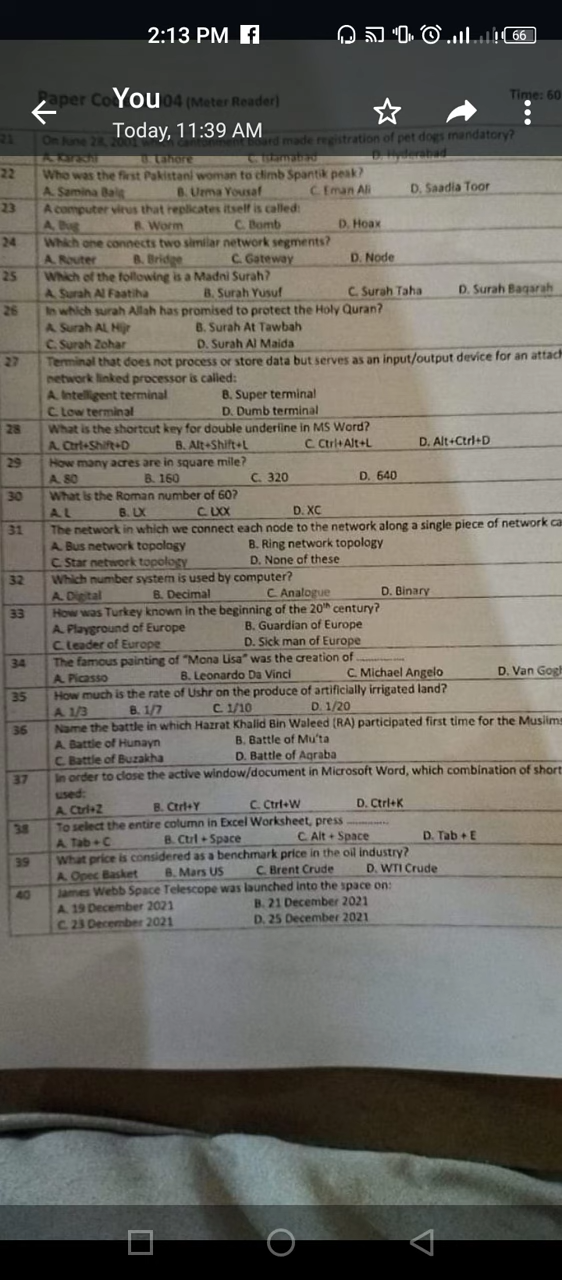 2:13 PM
66
You
Today, 11:39 AM
Paper 04 (Meter Reader) Time: 60
21 On June 28, board made registration of pet dogs mandatory?
A. Karachi B. Lahore C. Islamabad D. Hyderabad
22 Who was the first Pakistani woman to climb Spantik peak?
A. Samina Baig B. Uzma Yousaf C. Eman Ali D. Saadia Toor
23 A computer virus that replicates itself is called:
A. Bug B. Worm C. Bomb D. Hoax
24 Which one connects two similar network segments?
A. Router B. Bridge C. Gateway D. Node
25 Which of the following is a Madni Surah?
A. Surah Al Faatiha B. Surah Yusuf C. Surah Taha D. Surah Baqarah
26 In which surah Allah has promised to protect the Holy Quran?
A. Surah AL Hijr B. Surah At Tawbah
C. Surah Zohar D. Surah Al Maida
27 Terminal that does not process or store data but serves as an input/output device for an attach
network linked processor is called:
A. Intelligent terminal B. Super terminal
C. Low terminal D. Dumb terminal
28 What is the shortcut key for double underline in MS Word?
A. Ctrl+Shift+D B. Alt+Shift+L C. Ctrl+Alt+L D. Alt+Ctrl+D
29 How many acres are in square mile?
A. 80 B. 160 C. 320 D. 640
30 What is the Roman number of 60?
A. L B. LX C. LXX D. XC
31 The network in which we connect each node to the network along a single piece of network ca
A. Bus network topology B. Ring network topology
C. Star network topology D. None of these
32 Which number system is used by computer?
A. Digital B. Decimal C. Analogue D. Binary
33 How was Turkey known in the beginning of the 20th century?
A. Playground of Europe B. Guardian of Europe
C. Leader of Europe D. Sick man of Europe
34 The famous painting of "Mona Lisa" was the creation of ............
A. Picasso B. Leonardo Da Vinci C. Michael Angelo D. Van Gogh
35 How much is the rate of Ushr on the produce of artificially irrigated land?
A. 1/3 B. 1/7 C. 1/10 D. 1/20
36 Name the battle in which Hazrat Khalid Bin Waleed (RA) participated first time for the Muslims
A. Battle of Hunayn B. Battle of Mu'ta
C. Battle of Buzakha D. Battle of Aqraba
37 In order to close the active window/document in Microsoft Word, which combination of short
used:
A. Ctrl+Z B. Ctrl+Y C. Ctrl+W D. Ctrl+K
38 To select the entire column in Excel Worksheet, press ............
A. Tab + C B. Ctrl + Space C. Alt + Space D. Tab + E
39 What price is considered as a benchmark price in the oil industry?
A. Opec Basket B. Mars US C. Brent Crude D. WTI Crude
40 James Webb Space Telescope was launched into the space on:
A. 19 December 2021 B. 21 December 2021
C. 23 December 2021 D. 25 December 2021